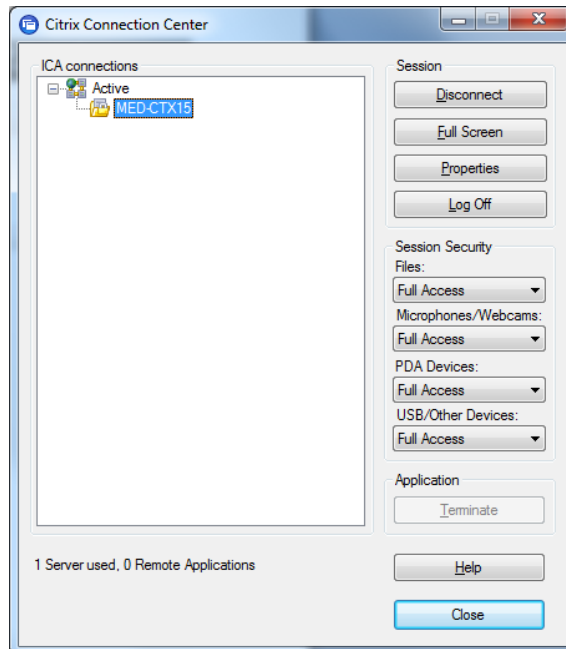 Citrix Connection Center
ICA connections
Active
MED-CTX15
Session
Disconnect
Full Screen
Properties
Log Off
Session Security
Files:
Full Access
Microphones/Webcams:
Full Access
PDA Devices:
Full Access
USB/Other Devices:
Full Access
Application
Terminate
1 Server used, 0 Remote Applications
Help
Close